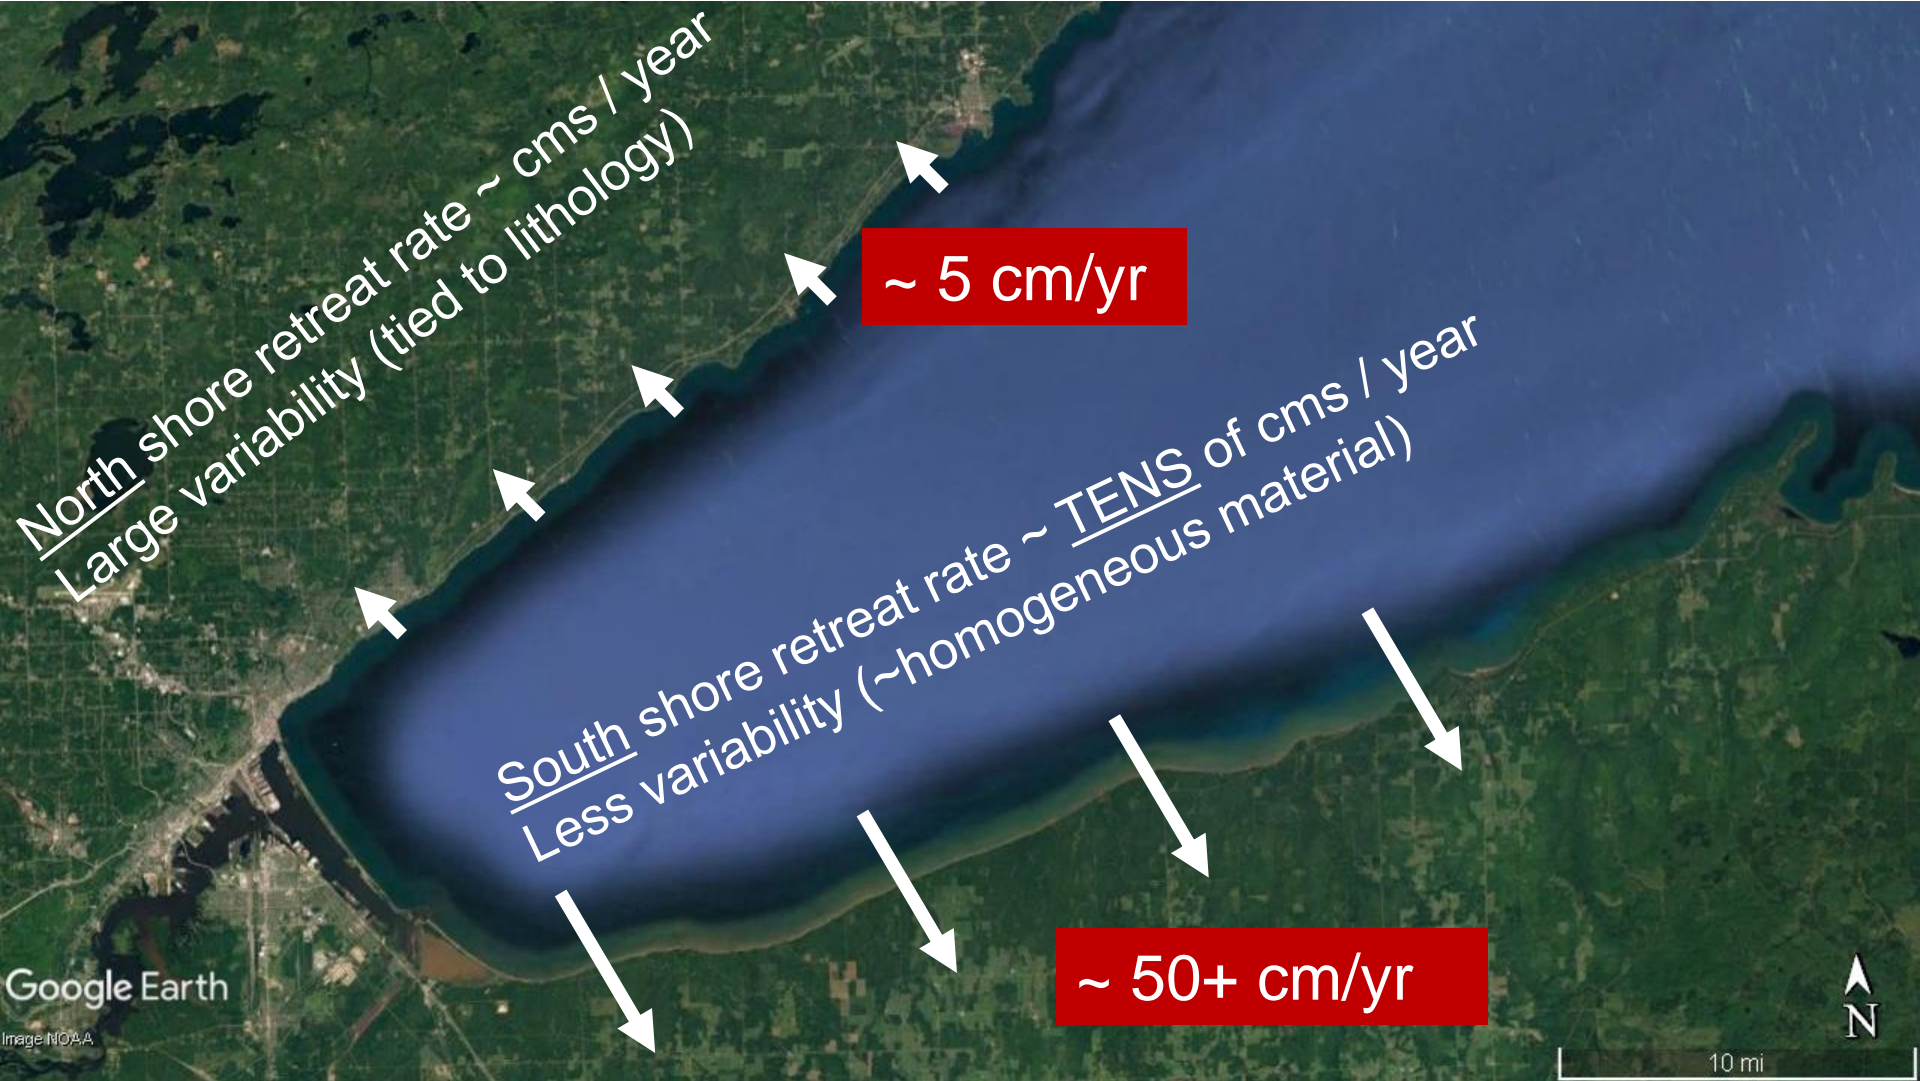 North shore retreat rate ~ cms / year
Large variability (tied to lithology)
~ 5 cm/yr
South shore retreat rate ~ TENS of cms / year
Less variability (~homogeneous material)
~ 50+ cm/yr
Google Earth
Image NOAA
N
10 mi